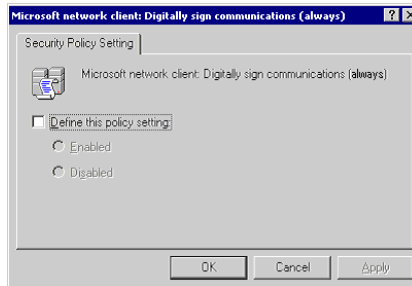 Microsoft network client: Digitally sign communications (always)
Security Policy Setting
Microsoft network client: Digitally sign communications (always)
Define this policy setting:
Enabled
Disabled
OK Cancel Apply